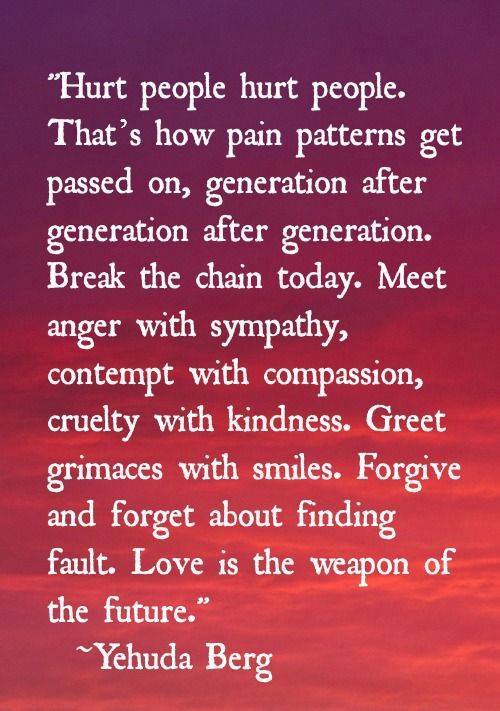 "Hurt people hurt people.
That's how pain patterns get
passed on, generation after
generation after generation.
Break the chain today. Meet
anger with sympathy,
contempt with compassion,
cruelty with kindness. Greet
grimaces with smiles. Forgive
and forget about finding
fault. Love is the weapon of
the future."
~Yehuda Berg